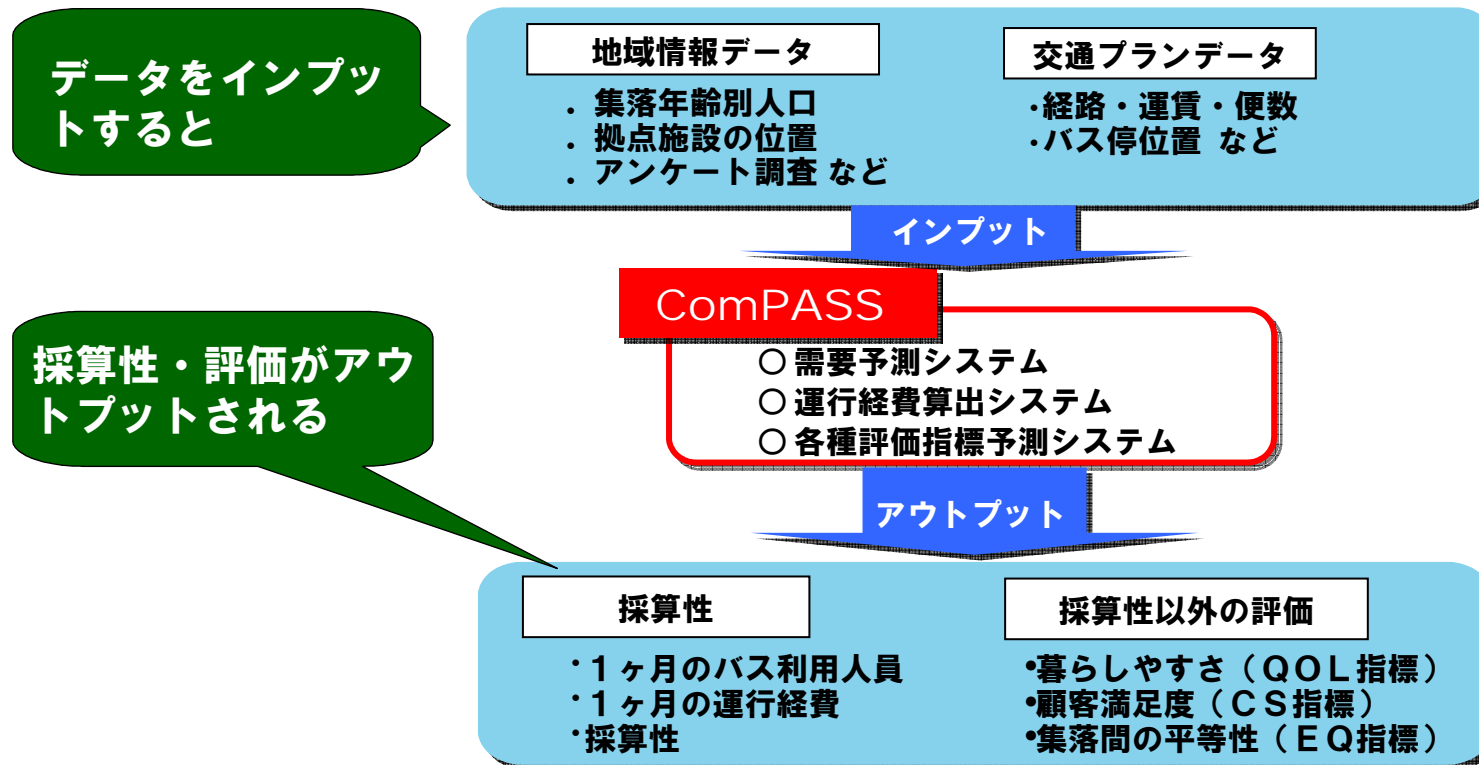 データをインプッ
トすると
地域情報データ
. 集落年齢別人口
. 拠点施設の位置
. アンケート調査 など
交通プランデータ
・経路・運賃・便数
・バス停位置 など
インプット
ComPASS
○ 需要予測システム
○ 運行経費算出システム
○ 各種評価指標予測システム
採算性・評価がアウ
トプットされる
アウトプット
採算性
・１ヶ月のバス利用人員
・１ヶ月の運行経費
・採算性
採算性以外の評価
•暮らしやすさ（ＱＯＬ指標）
•顧客満足度（ＣＳ指標）
•集落間の平等性（ＥＱ指標）